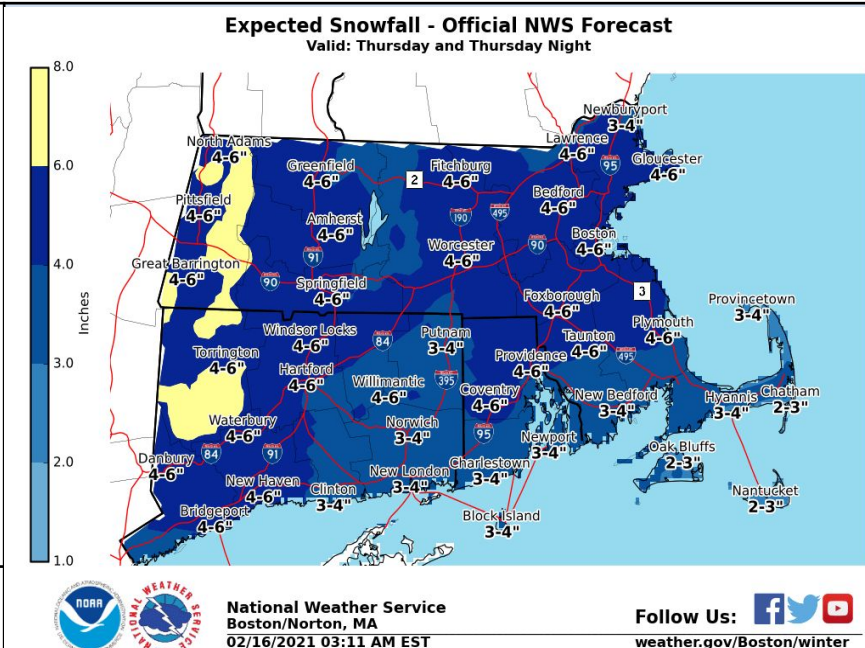 Expected Snowfall - Official NWS Forecast
Valid: Thursday and Thursday Night
8.0
6.0
4.0
3.0
2.0
1.0
Inches
Newburyport
3-4"
North Adams
4-6"
Lawrence
4-6"
Greenfield
4-6"
Fitchburg
4-6"
Gloucester
4-6"
2
95
Pittsfield
4-6"
Bedford
4-6"
Amherst
4-6"
190
495
Boston
4-6"
Worcester
4-6"
90
91
Great Barrington
4-6"
90
Springfield
4-6"
Foxborough
4-6"
3
Provincetown
3-4"
Windsor Locks
4-6"
84
Putnam
3-4"
Taunton
4-6"
Plymouth
4-6"
495
Torrington
4-6"
Hartford
4-6"
Providence
4-6"
Willimantic
4-6"
395
Coventry
4-6"
New Bedford
3-4"
Hyannis
3-4"
Chatham
2-3"
Waterbury
4-6"
Norwich
3-4"
95
Newport
3-4"
Oak Bluffs
2-3"
Danbury
4-6"
84
91
New Haven
4-6"
Clinton
3-4"
New London
3-4"
Charlestown
3-4"
Nantucket
2-3"
Bridgeport
4-6"
Block Island
3-4"
NOAA
NATIONAL WEATHER SERVICE
National Weather Service
Boston/Norton, MA
02/16/2021 03:11 AM EST
Follow Us:
weather.gov/Boston/winter